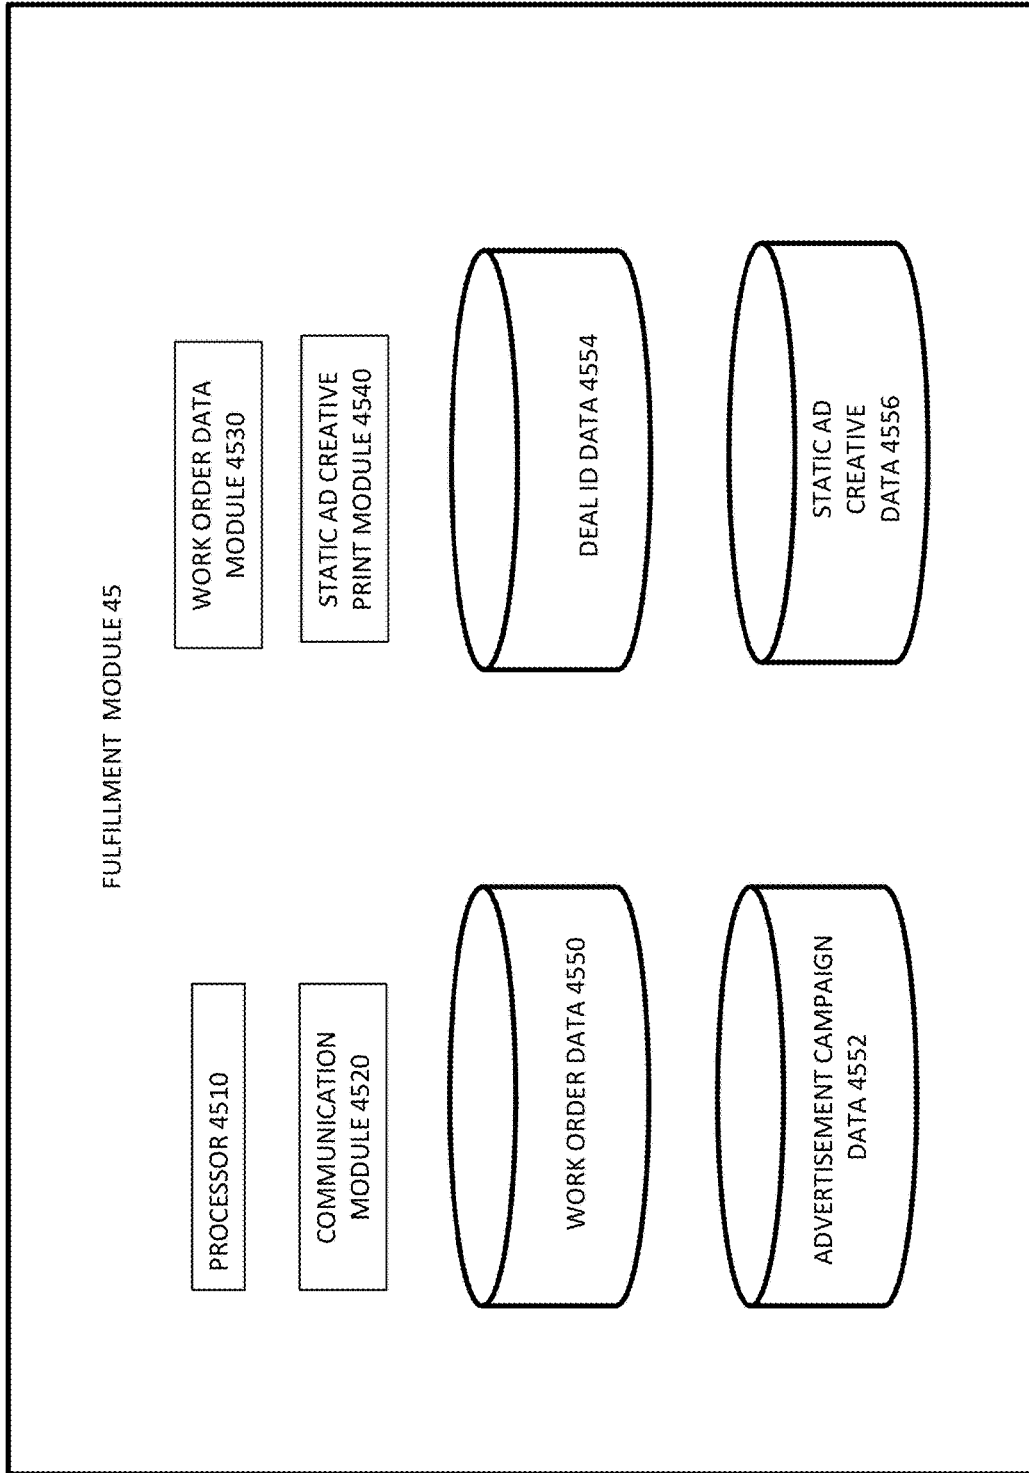 FULFILLMENT MODULE 45
PROCESSOR 4510
COMMUNICATION
MODULE 4520
WORK ORDER DATA
MODULE 4530
STATIC AD CREATIVE
PRINT MODULE 4540
WORK ORDER DATA 4550
DEAL ID DATA 4554
ADVERTISEMENT CAMPAIGN
DATA 4552
STATIC AD
CREATIVE
DATA 4556